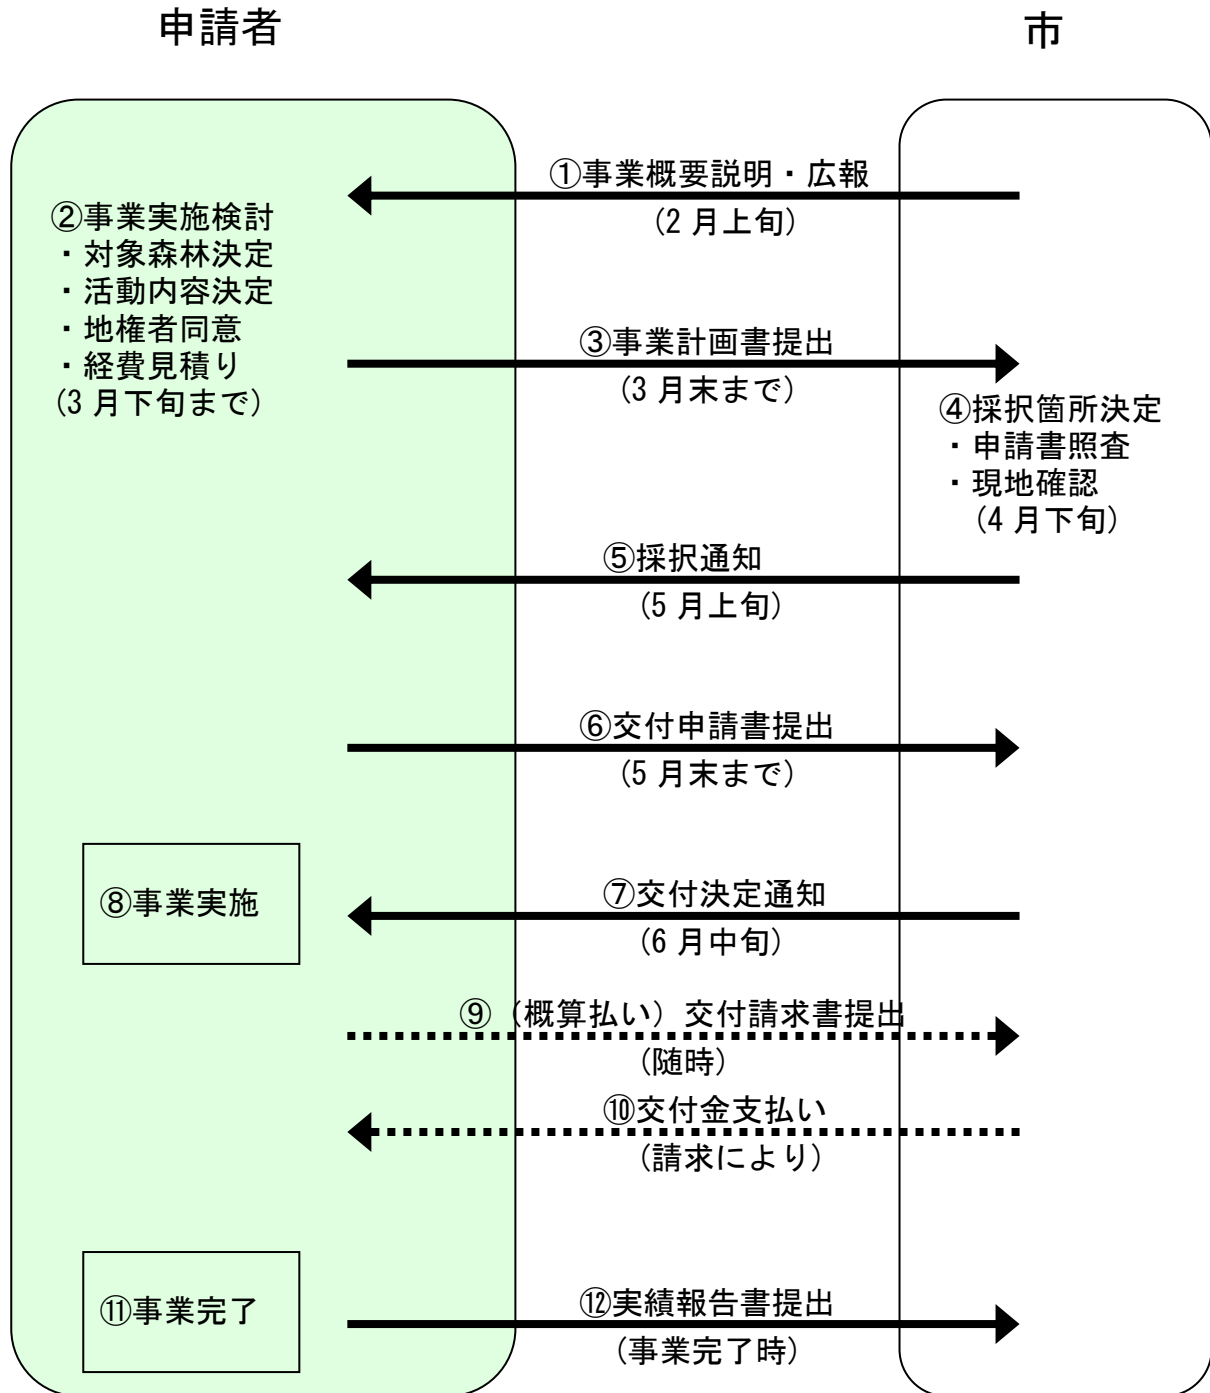 申請者
市
①事業概要説明・広報
(2月上旬)
②事業実施検討
・対象森林決定
・活動内容決定
・地権者同意
・経費見積り
(3月下旬まで)
③事業計画書提出
(3月末まで)
④採択箇所決定
・申請書照査
・現地確認
(4月下旬)
⑤採択通知
(5月上旬)
⑥交付申請書提出
(5月末まで)
⑦交付決定通知
(6月中旬)
⑧事業実施
⑨（概算払い）交付請求書提出
(随時)
⑩交付金支払い
(請求により)
⑪事業完了
⑫実績報告書提出
(事業完了時)